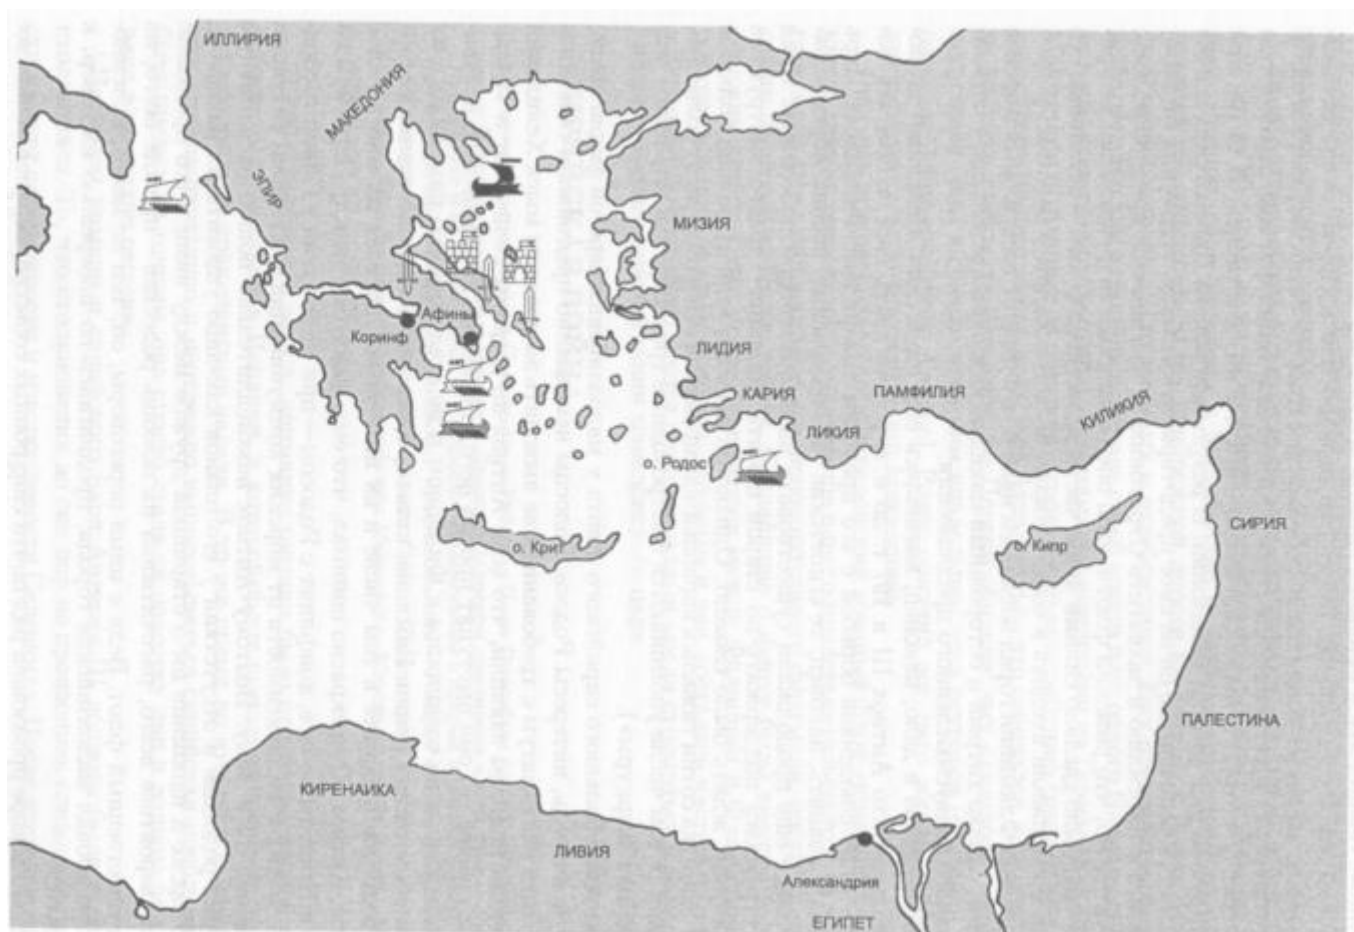 ИЛЛИРИЯ
МАКЕДОНИЯ
ЭПИР
МИЗИЯ
Афины
Коринф
ЛИДИЯ
КАРИЯ
ПАМФИЛИЯ
КИЛИКИЯ
ЛИКИЯ
о. Родос
СИРИЯ
о. Крит
о. Кипр
ПАЛЕСТИНА
КИРЕНАИКА
ЛИВИЯ
Александрия
ЕГИПЕТ